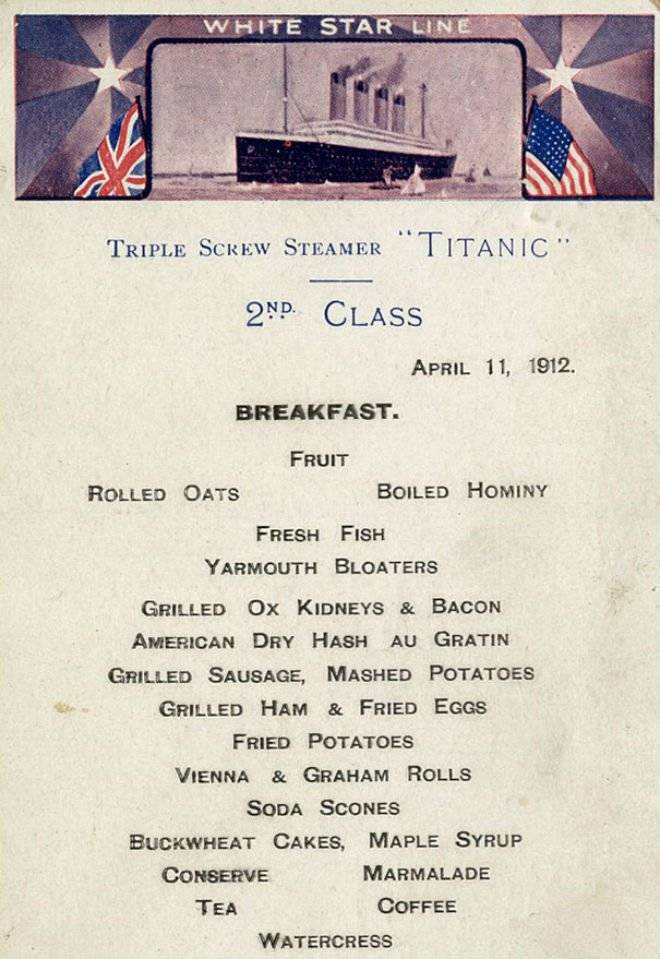 WHITE STAR LINE
TRIPLE SCREW STEAMER "TITANIC"
2ND. CLASS
APRIL 11, 1912.
BREAKFAST.
FRUIT
ROLLED OATS BOILED HOMINY
FRESH FISH
YARMOUTH BLOATERS
GRILLED OX KIDNEYS & BACON
AMERICAN DRY HASH AU GRATIN
GRILLED SAUSAGE, MASHED POTATOES
GRILLED HAM & FRIED EGGS
FRIED POTATOES
VIENNA & GRAHAM ROLLS
SODA SCONES
BUCKWHEAT CAKES, MAPLE SYRUP
CONSERVE MARMALADE
TEA COFFEE
WATERCRESS